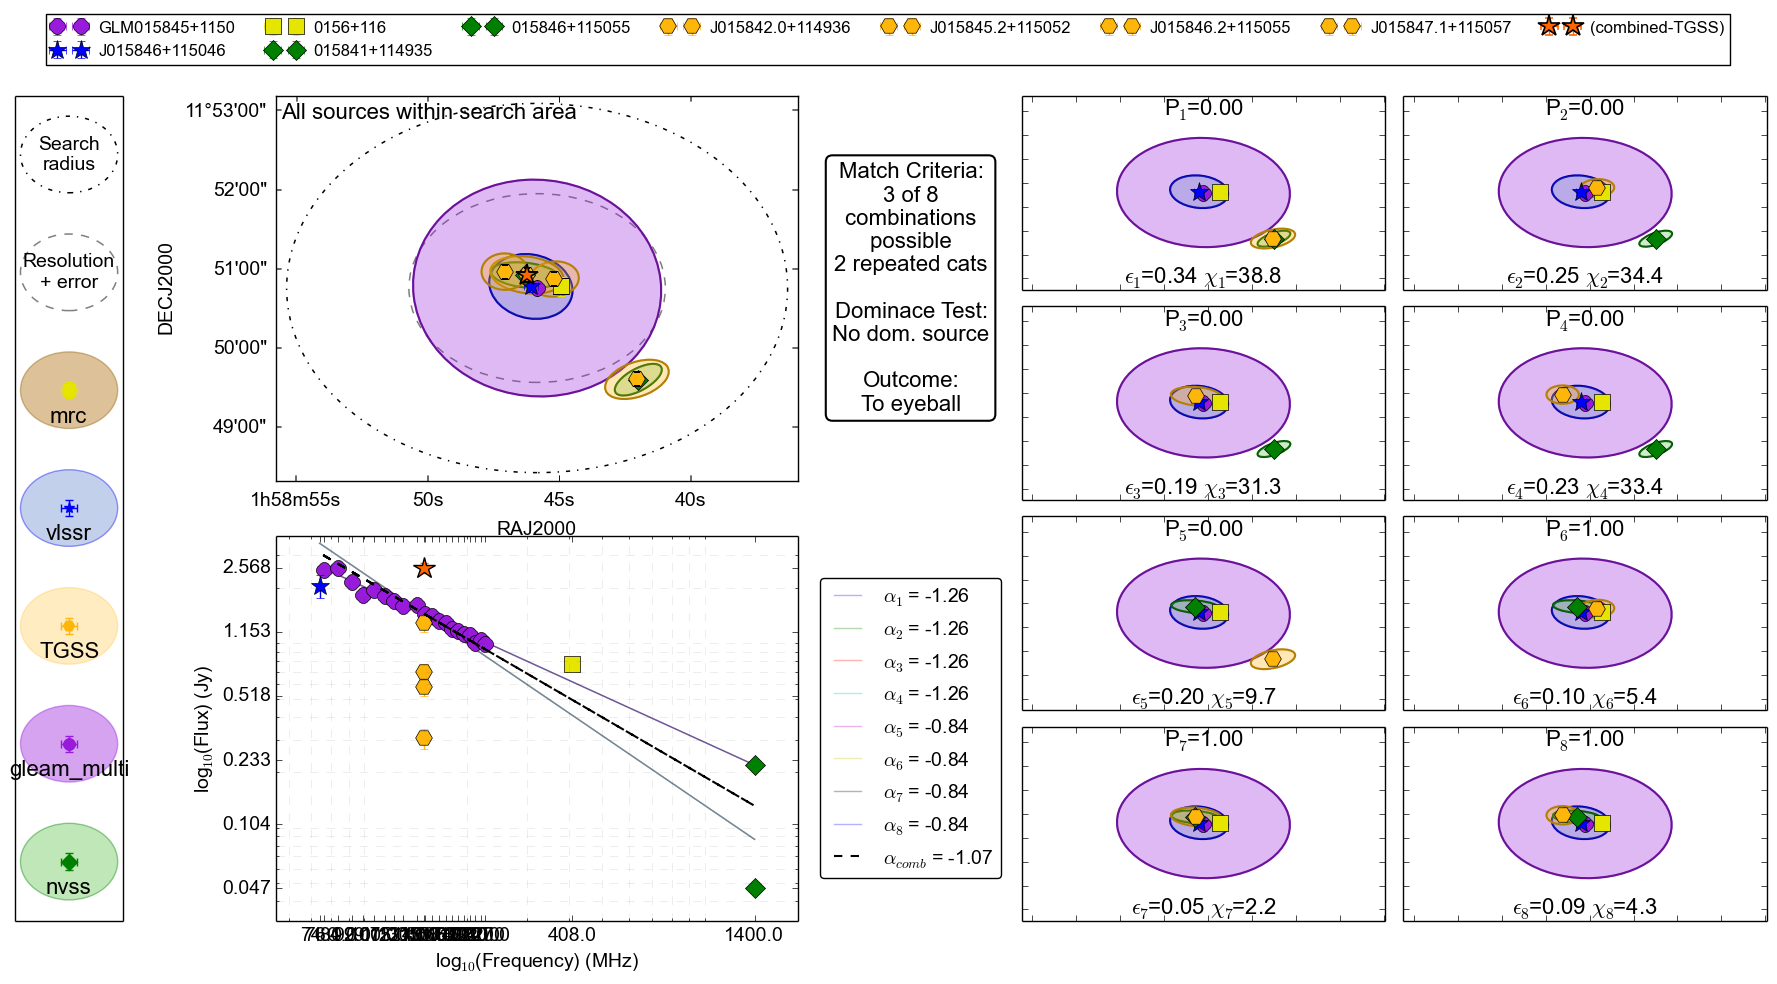 GLM015845+1150
0156+116
015846+115055
J015842.0+114936
J015845.2+115052
J015846.2+115055
J015847.1+115057
(combined-TGSS)
J015846+115046
015841+114935
Search
radius
Resolution
+ error
mrc
vlssr
TGSS
gleam_multi
nvss
All sources within search area
11°53'00"
52'00"
51'00"
50'00"
49'00"
DECJ2000
1h58m55s
50s
45s
40s
RAJ2000
Match Criteria:
3 of 8
combinations
possible
2 repeated cats
Dominace Test:
No dom. source
Outcome:
To eyeball
P1=0.00
ϵ1=0.34 χ1=38.8
P2=0.00
ϵ2=0.25 χ2=34.4
P3=0.00
ϵ3=0.19 χ3=31.3
P4=0.00
ϵ4=0.23 χ4=33.4
P5=0.00
ϵ5=0.20 χ5=9.7
P6=1.00
ϵ6=0.10 χ6=5.4
P7=1.00
ϵ7=0.05 χ7=2.2
P8=1.00
ϵ8=0.09 χ8=4.3
2.568
1.153
0.518
0.233
0.104
0.047
log10(Flux) (Jy)
408.0
1400.0
log10(Frequency) (MHz)
α1 = -1.26
α2 = -1.26
α3 = -1.26
α4 = -1.26
α5 = -0.84
α6 = -0.84
α7 = -0.84
α8 = -0.84
αcomb = -1.07